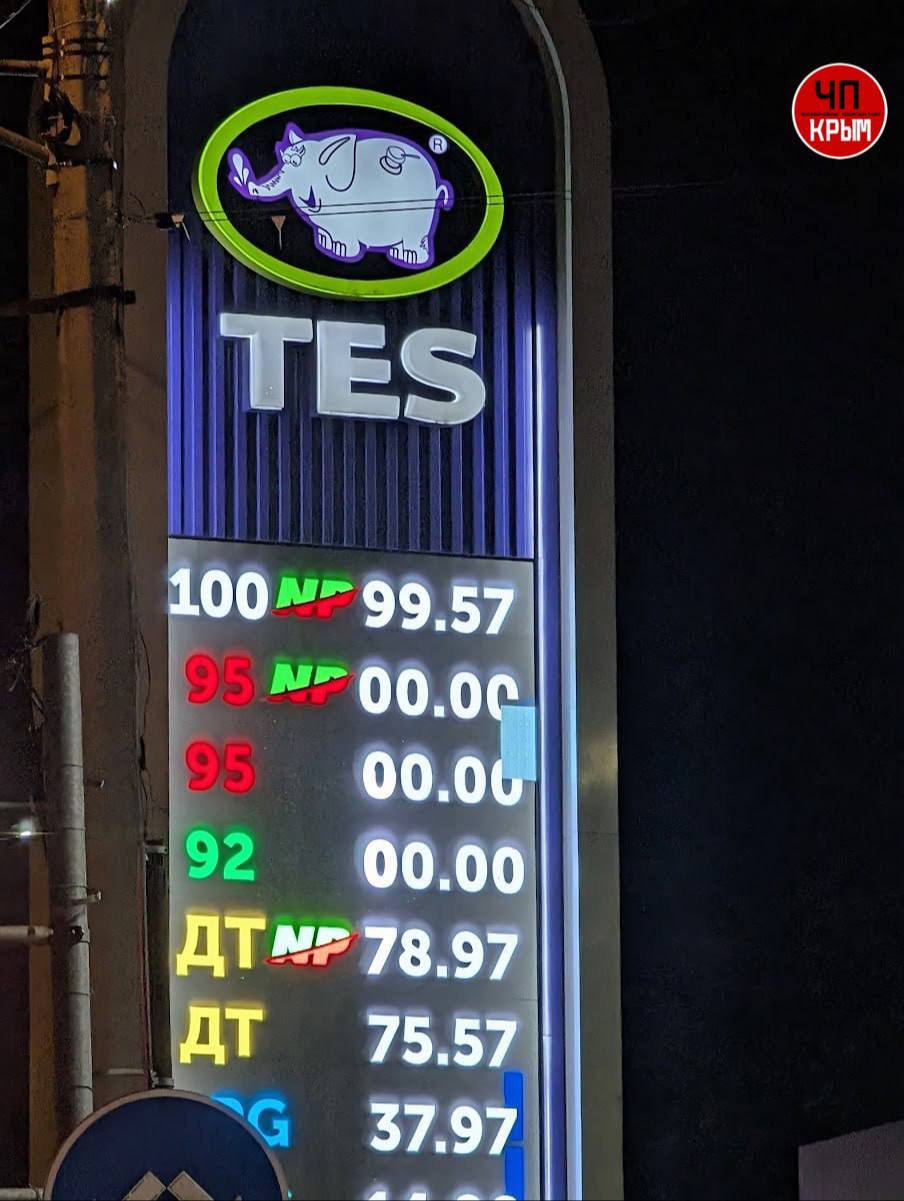 ЧП
КРЫМ
®
TES
100 NP 99.57
95 NP 00.00
95 00.00
92 00.00
ДТ NP 78.97
ДТ 75.57
37.97